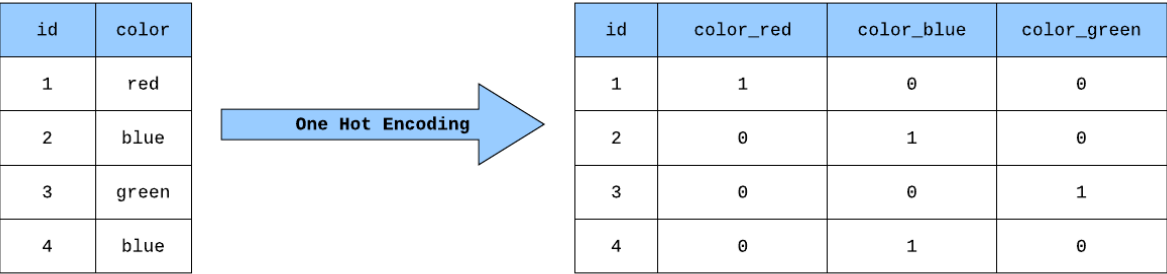 id color
1 red
2 blue
3 green
4 blue
One Hot Encoding
id color_red color_blue color_green
1 1 0 0
2 0 1 0
3 0 0 1
4 0 1 0